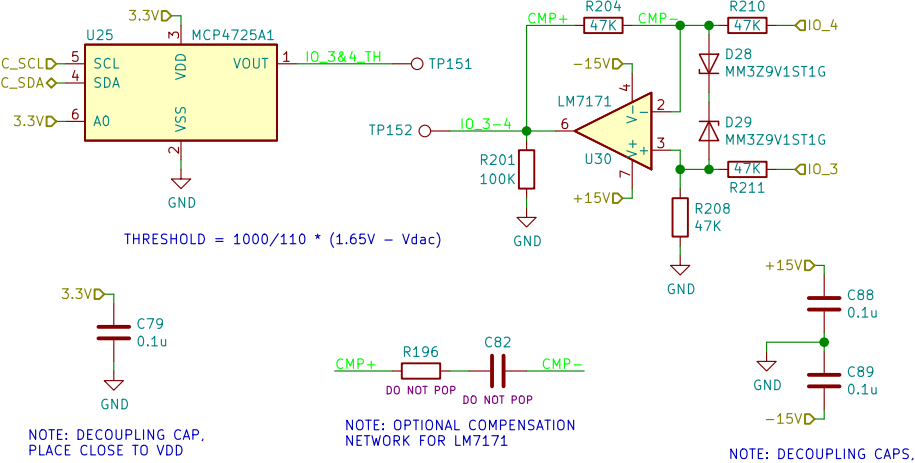 3.3V
U25
MCP4725A1
3
VDD
C_SCL
5
SCL
VOUT
1
IO_3&4_TH
TP151
C_SDA
4
SDA
3.3V
6
A0
VSS
2
GND
THRESHOLD = 1000/110 * (1.65V - Vdac)
CMP+
R204
47K
CMP-
R210
47K
IO_4
-15V
4
D28
MM3Z9V1ST1G
LM7171
V-
-
2
TP152
IO_3-4
6
D29
MM3Z9V1ST1G
V+
+
3
U30
7
+15V
R201
100K
GND
47K
R211
IO_3
R208
47K
GND
3.3V
C79
0.1u
GND
NOTE: DECOUPLING CAP,
PLACE CLOSE TO VDD
CMP+
R196
DO NOT POP
C82
DO NOT POP
CMP-
NOTE: OPTIONAL COMPENSATION
NETWORK FOR LM7171
+15V
C88
0.1u
GND
C89
0.1u
-15V
NOTE: DECOUPLING CAPS,